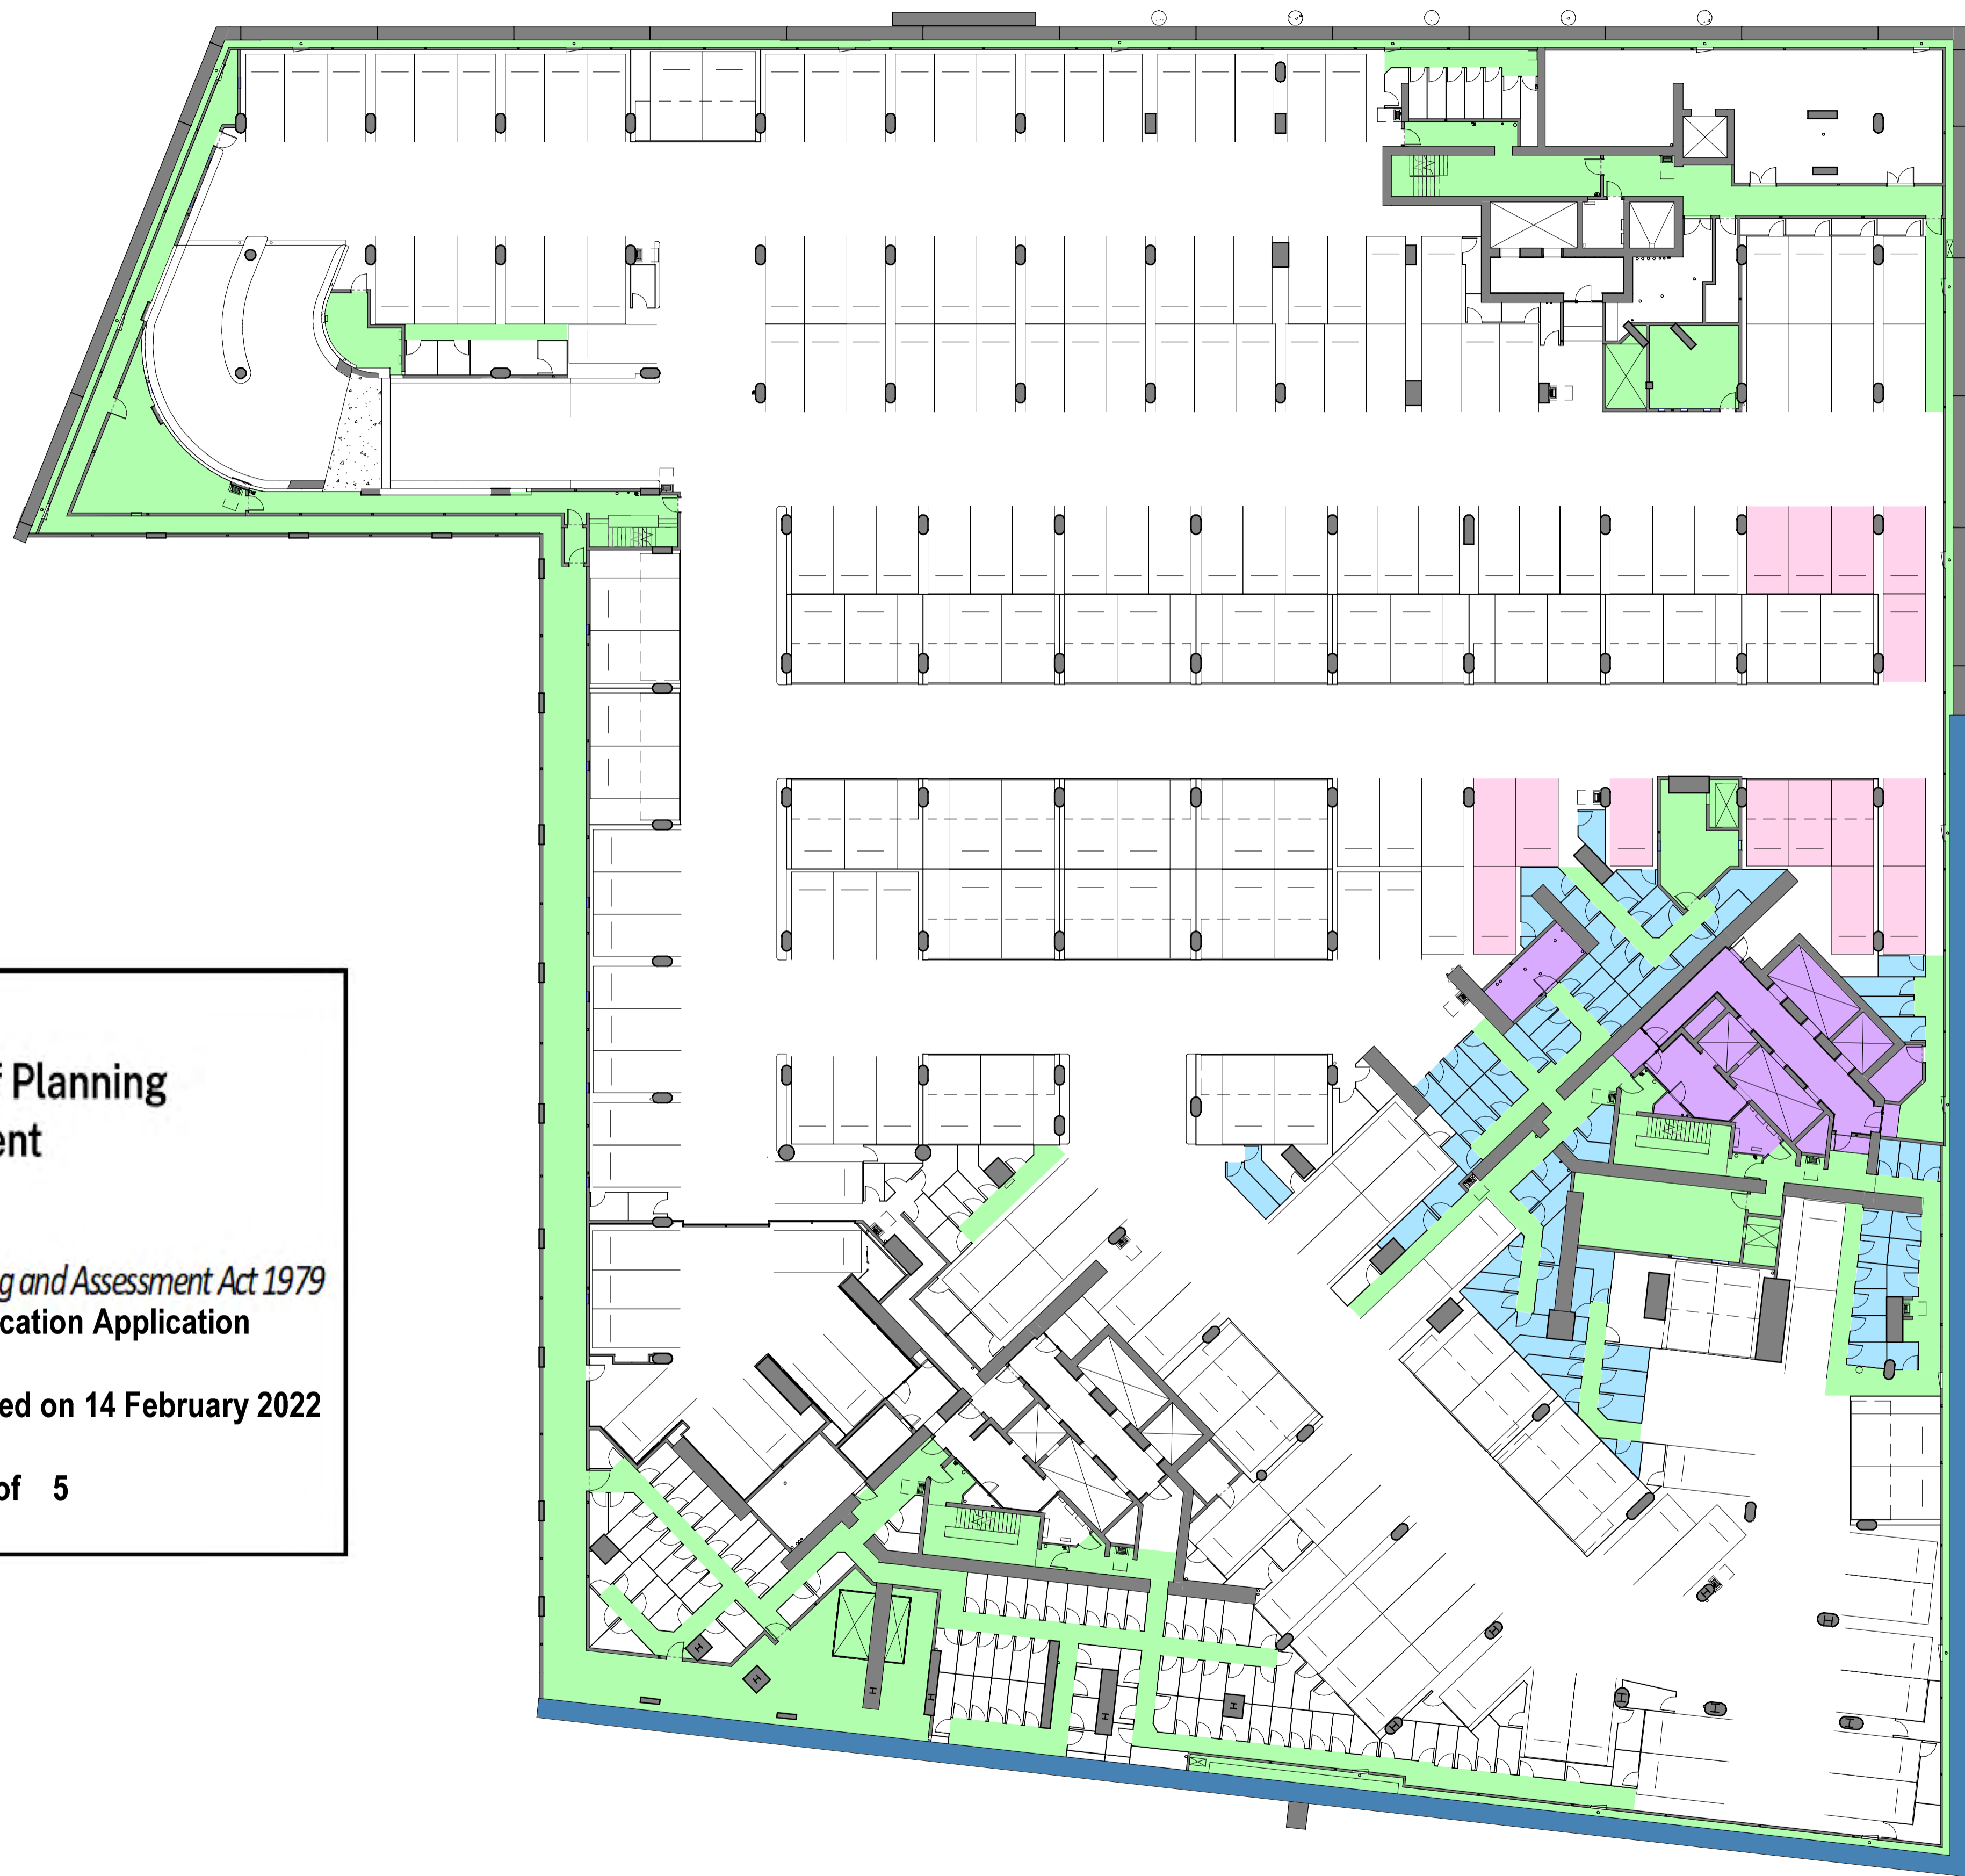 f Planning
ent
g and Assessment Act 1979
cation Application
ed on 14 February 2022
of 5
H
H
H
H
H
H
H
H
H
H
H
H
H